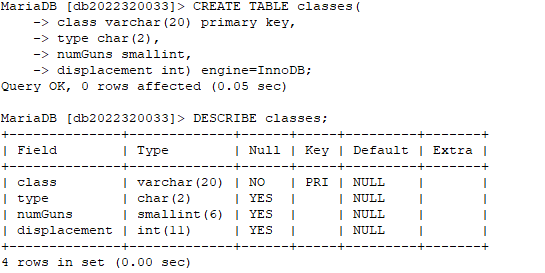 MariaDB [db2022320033]> CREATE TABLE classes(
    -> class varchar(20) primary key,
    -> type char(2),
    -> numGuns smallint,
    -> displacement int) engine=InnoDB;
Query OK, 0 rows affected (0.05 sec)

MariaDB [db2022320033]> DESCRIBE classes;
+--------------+-------------+------+-----+---------+-------+
| Field        | Type        | Null | Key | Default | Extra |
+--------------+-------------+------+-----+---------+-------+
| class        | varchar(20) | NO   | PRI | NULL    |       |
| type         | char(2)     | YES  |     | NULL    |       |
| numGuns      | smallint(6) | YES  |     | NULL    |       |
| displacement | int(11)     | YES  |     | NULL    |       |
+--------------+-------------+------+-----+---------+-------+
4 rows in set (0.00 sec)